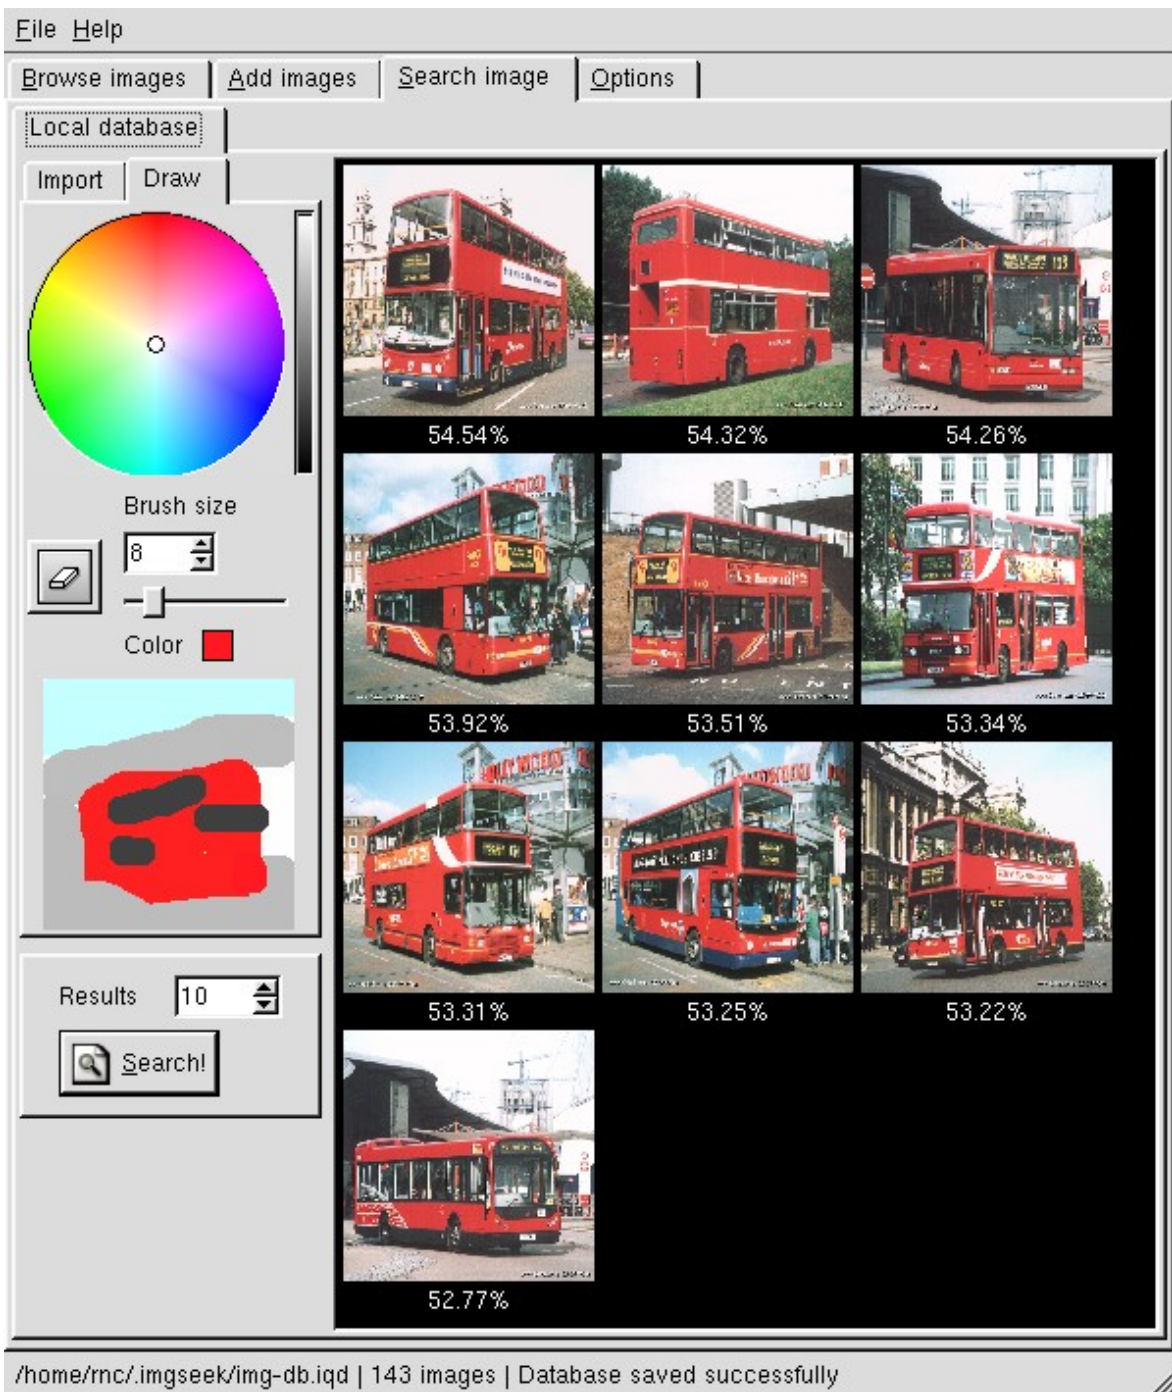 File Help
Browse images Add images Search image Options
Local database
Import Draw
54.54% 54.32% 54.26%
Brush size
8
Color
53.92% 53.51% 53.34%
53.31% 53.25% 53.22%
Results 10
Search!
52.77%
/home/rnc/.imgseek/img-db.iqd | 143 images | Database saved successfully